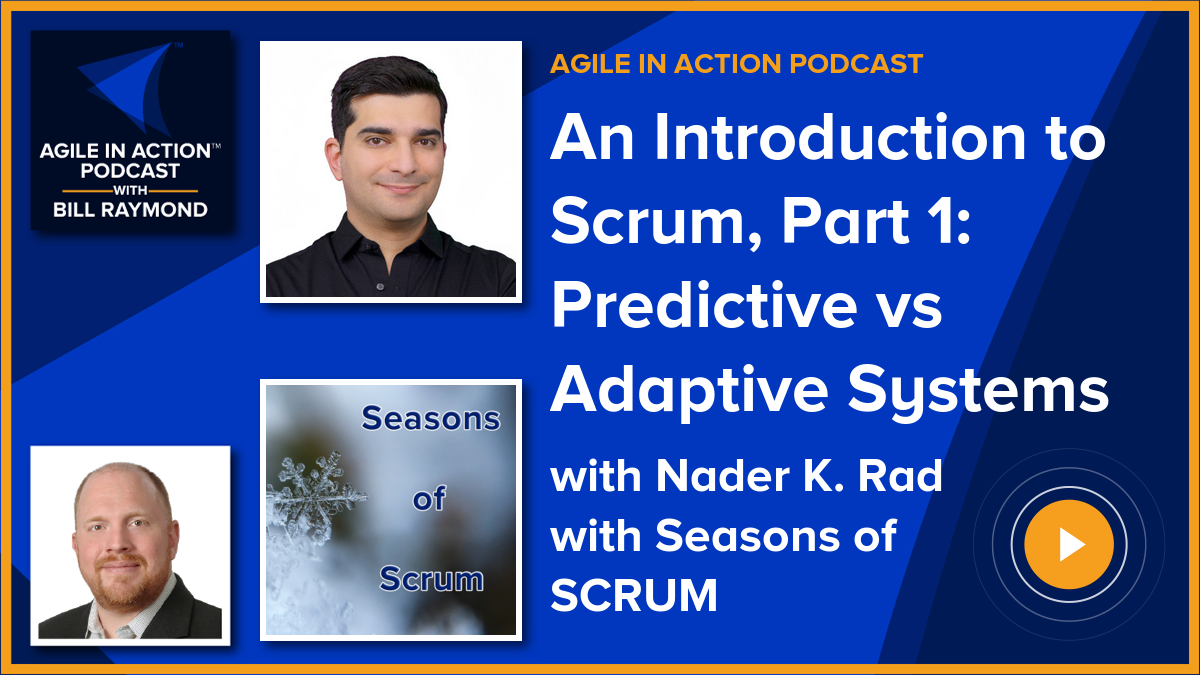 ™
AGILE IN ACTION™
PODCAST
WITH
BILL RAYMOND
Seasons
of
Scrum
AGILE IN ACTION PODCAST
An Introduction to
Scrum, Part 1:
Predictive vs
Adaptive Systems
with Nader K. Rad
with Seasons of
SCRUM